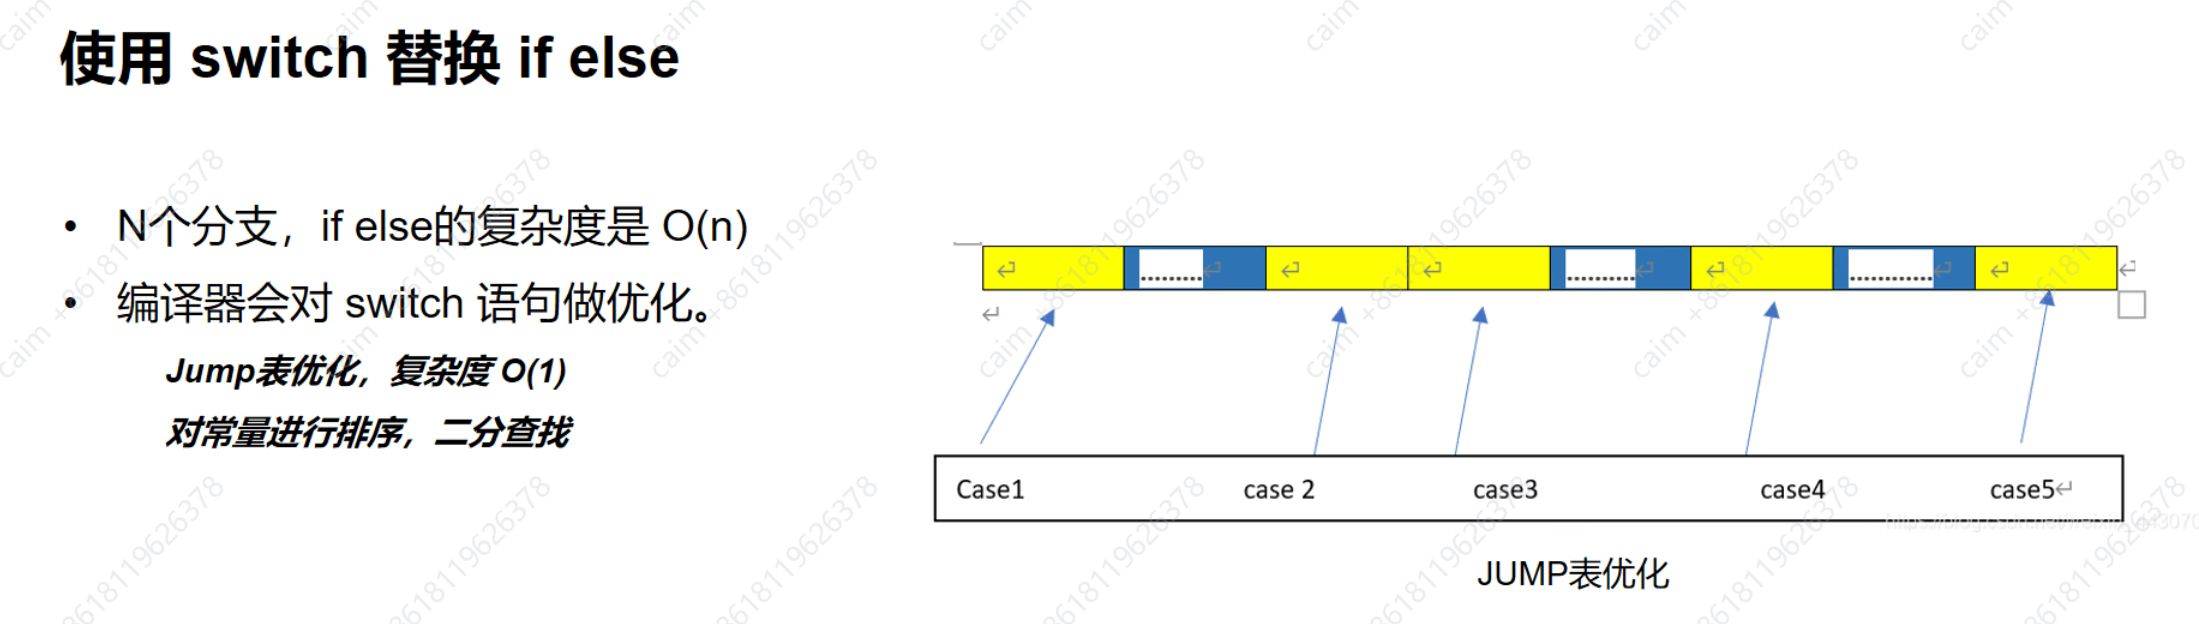 使用 switch 替换 if else
• N个分支，if else的复杂度是 O(n)
• 编译器会对 switch 语句做优化。
Jump表优化，复杂度 O(1)
对常量进行排序，二分查找
......... ......... ............
Case1 case 2 case3 case4 case5
JUMP表优化
caim +8618119626378